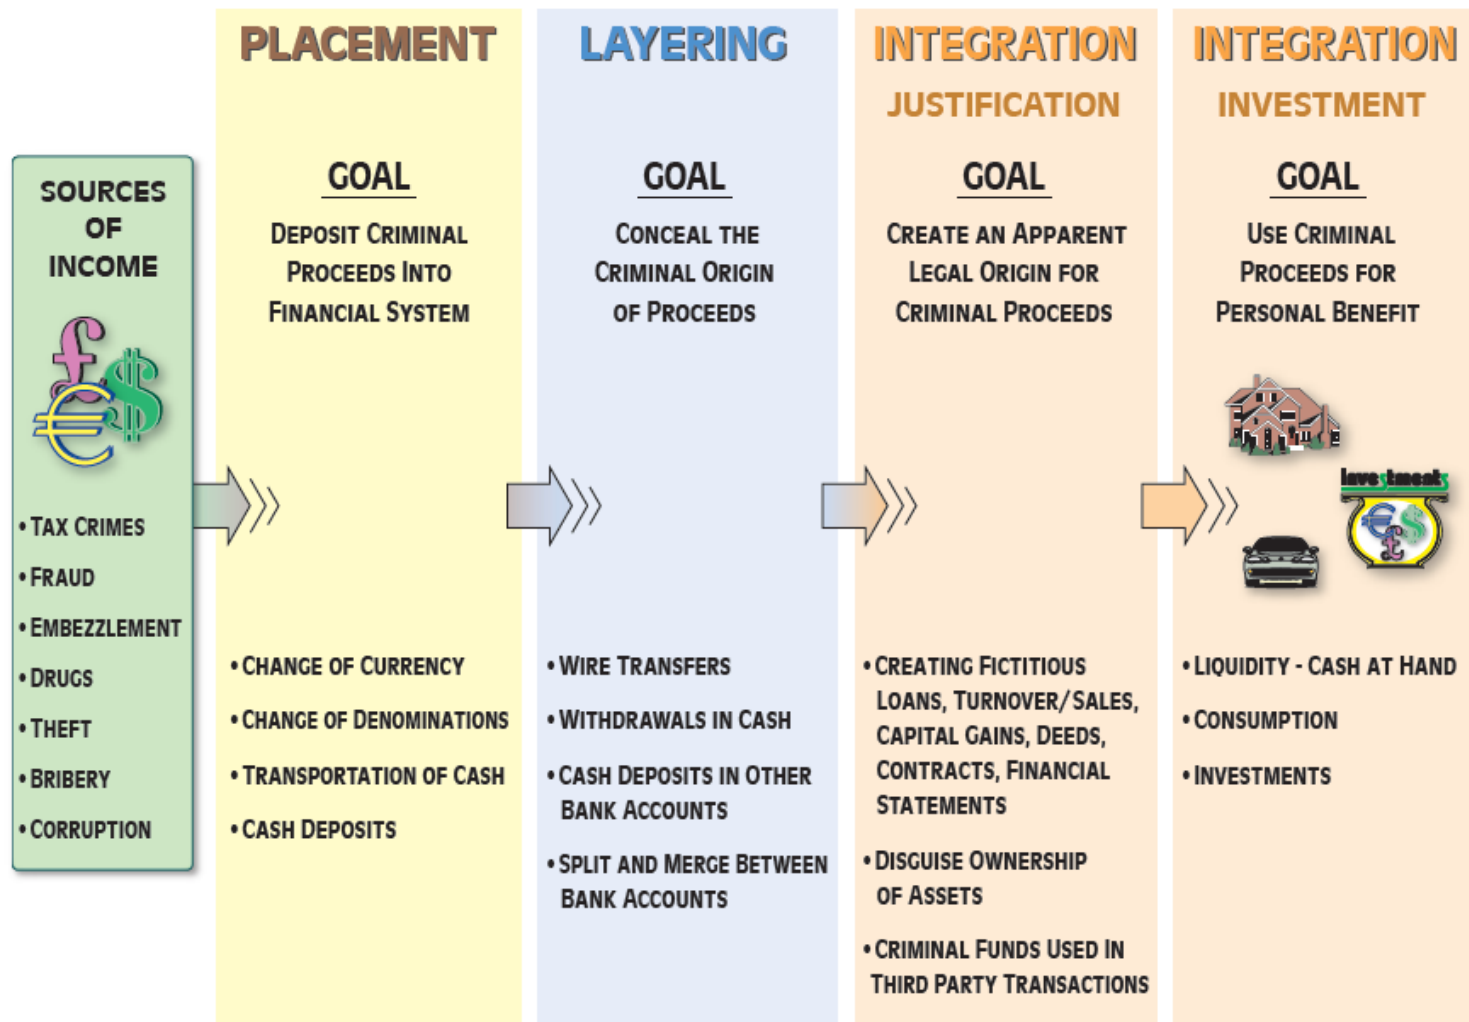 PLACEMENT
GOAL
DEPOSIT CRIMINAL
PROCEEDS INTO
FINANCIAL SYSTEM
• CHANGE OF CURRENCY
• CHANGE OF DENOMINATIONS
• TRANSPORTATION OF CASH
• CASH DEPOSITS
LAYERING
GOAL
CONCEAL THE
CRIMINAL ORIGIN
OF PROCEEDS
• WIRE TRANSFERS
• WITHDRAWALS IN CASH
• CASH DEPOSITS IN OTHER
BANK ACCOUNTS
• SPLIT AND MERGE BETWEEN
BANK ACCOUNTS
INTEGRATION
JUSTIFICATION
GOAL
CREATE AN APPARENT
LEGAL ORIGIN FOR
CRIMINAL PROCEEDS
• CREATING FICTITIOUS
LOANS, TURNOVER/SALES,
CAPITAL GAINS, DEEDS,
CONTRACTS, FINANCIAL
STATEMENTS
• DISGUISE OWNERSHIP
OF ASSETS
• CRIMINAL FUNDS USED IN
THIRD PARTY TRANSACTIONS
INTEGRATION
INVESTMENT
GOAL
USE CRIMINAL
PROCEEDS FOR
PERSONAL BENEFIT
Investments
€ $
£
• LIQUIDITY - CASH AT HAND
• CONSUMPTION
• INVESTMENTS
SOURCES
OF
INCOME
£
$
€
• TAX CRIMES
• FRAUD
• EMBEZZLEMENT
• DRUGS
• THEFT
• BRIBERY
• CORRUPTION